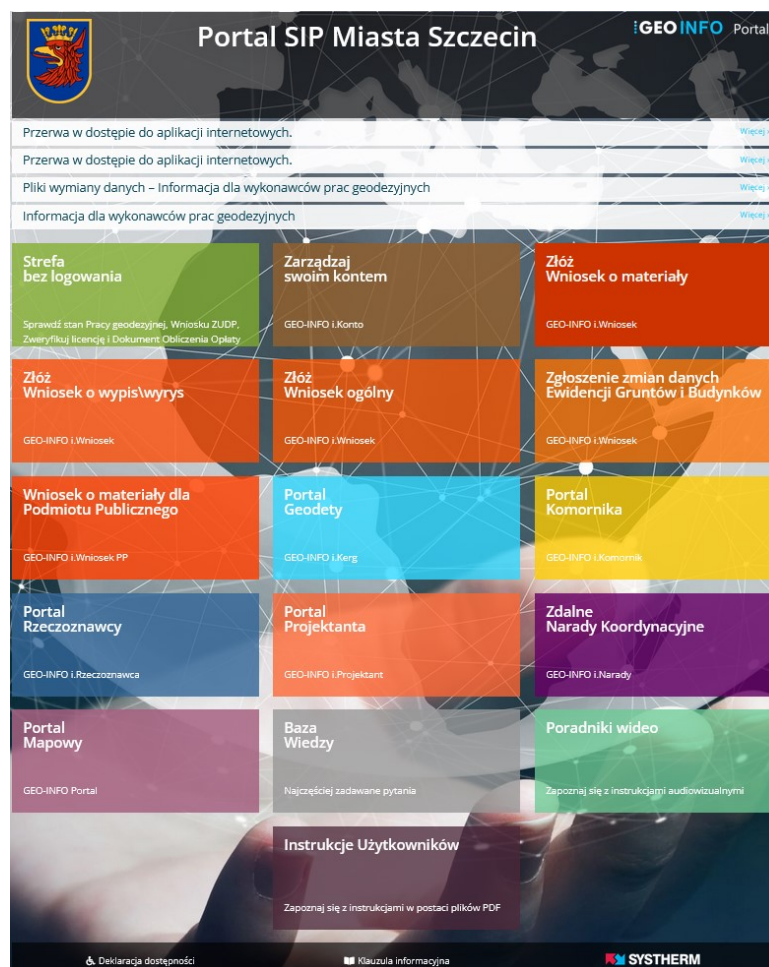 Portal SIP Miasta Szczecin
GEOINFO Portal
Przerwa w dostępie do aplikacji internetowych.
Więcej »
Przerwa w dostępie do aplikacji internetowych.
Więcej »
Pliki wymiany danych – Informacja dla wykonawców prac geodezyjnych
Więcej »
Informacja dla wykonawców prac geodezyjnych
Więcej »
Strefa
bez logowania
Sprawdź stan Pracy geodezyjnej, Wniosku ZUDP,
Zweryfikuj licencję i Dokument Obliczenia Opłaty
Zarządzaj
swoim kontem
GEO-INFO i.Konto
Złóż
Wniosek o materiały
GEO-INFO i.Wniosek
Złóż
Wniosek o wypis\wyrys
GEO-INFO i.Wniosek
Złóż
Wniosek ogólny
GEO-INFO i.Wniosek
Zgłoszenie zmian danych
Ewidencji Gruntów i Budynków
GEO-INFO i.Wniosek
Wniosek o materiały dla
Podmiotu Publicznego
GEO-INFO i.Wniosek PP
Portal
Geodety
GEO-INFO i.Kerg
Portal
Komornika
GEO-INFO i.Komornik
Portal
Rzeczoznawcy
GEO-INFO i.Rzeczoznawca
Portal
Projektanta
GEO-INFO i.Projektant
Zdalne
Narady Koordynacyjne
GEO-INFO i.Narady
Portal
Mapowy
GEO-INFO Portal
Baza
Wiedzy
Najczęściej zadawane pytania
Poradniki wideo
Zapoznaj się z instrukcjami audiowizualnymi
Instrukcje Użytkowników
Zapoznaj się z instrukcjami w postaci plików PDF
Deklaracja dostępności
Klauzula informacyjna
SYSTHERM